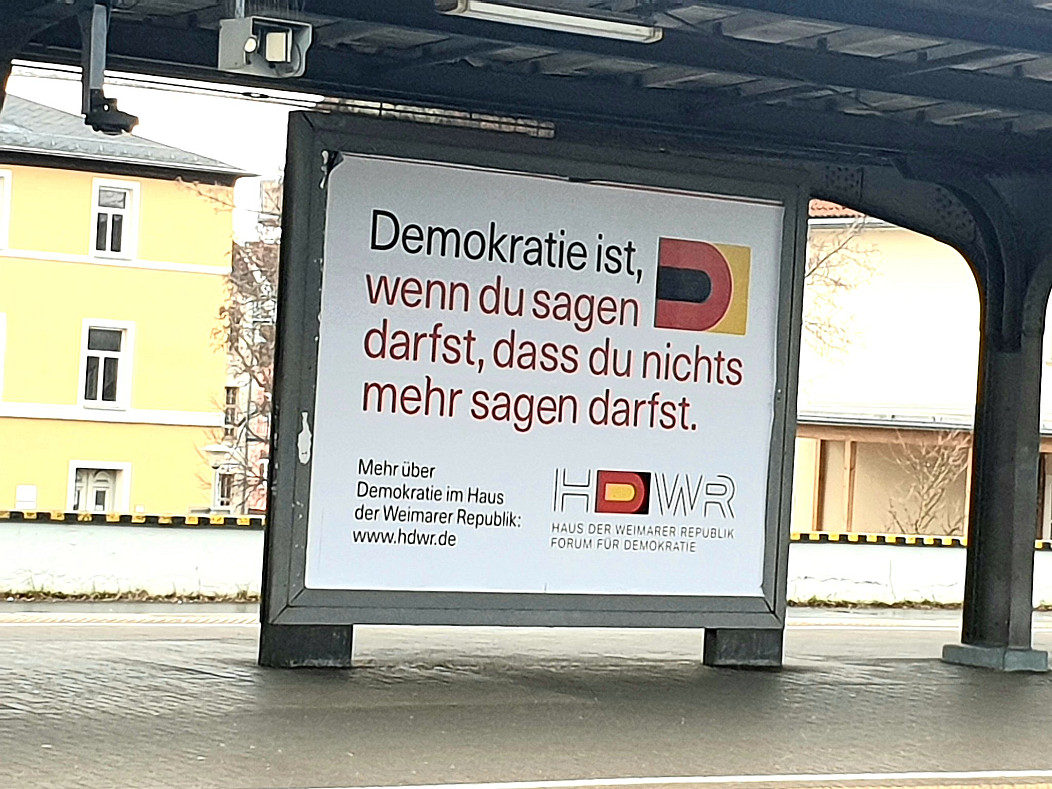 Demokratie ist,
wenn du sagen
darfst, dass du nichts
mehr sagen darfst.
Mehr über
Demokratie im Haus
der Weimarer Republik:
www.hdwr.de
HDWR
HAUS DER WEIMARER REPUBLIK
FORUM FÜR DEMOKRATIE